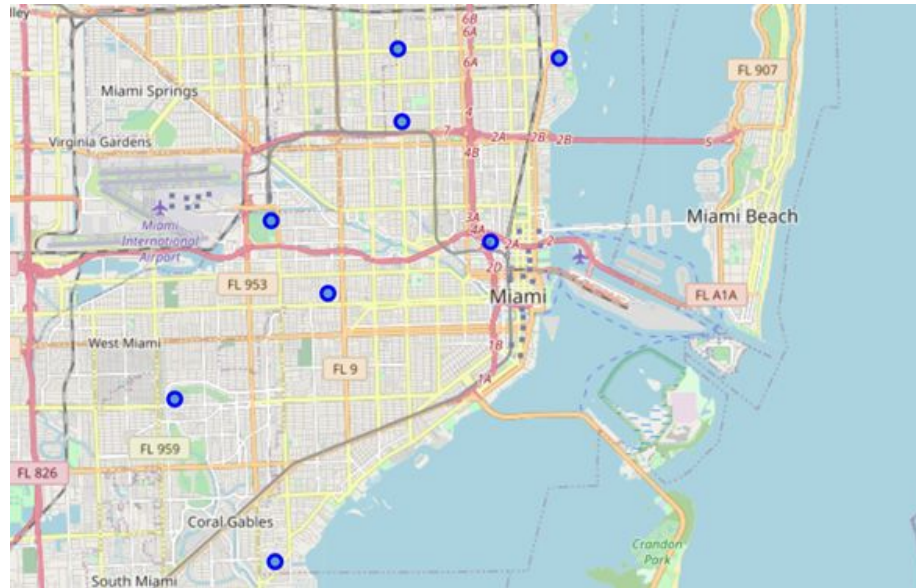 lley
6B
6A
6A
FL 907
Miami Springs
4
7
2A
2B
2B
5
Virginia Gardens
4B
3A
4A
Miami Beach
Miami
International
Airport
2A
2
2D
FL 953
Miami
FL A1A
West Miami
1B
FL 9
1A
FL 959
FL 826
Coral Gables
Crandon
Park
South Miami